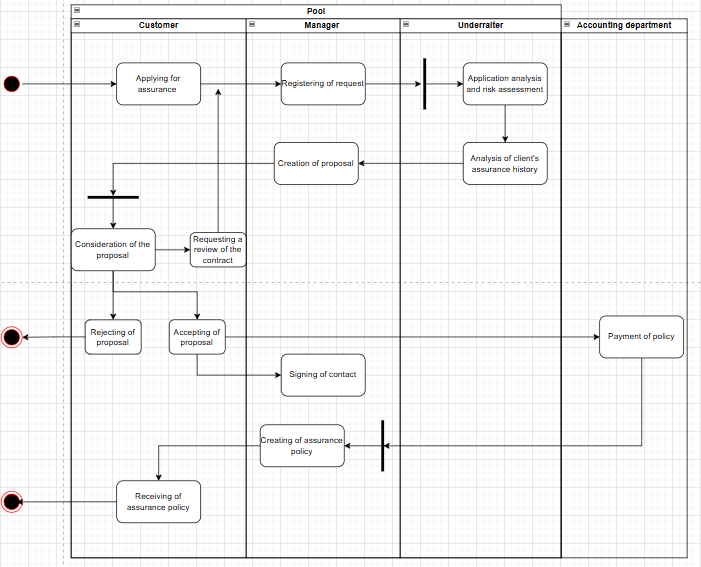 Pool
Customer
Manager
Underraiter
Accounting department
Applying for
assurance
Registering of request
Application analysis
and risk assessment
Creation of proposal
Analysis of client's
assurance history
Consideration of the
proposal
Requesting a
review of the
contract
Rejecting of
proposal
Accepting of
proposal
Payment of policy
Signing of contact
Creating of assurance
policy
Receiving of
assurance policy